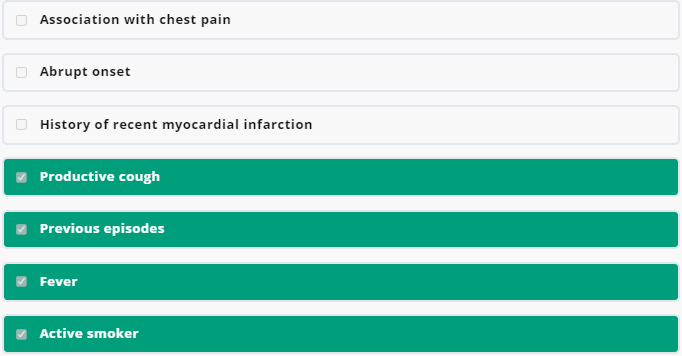 Association with chest pain
Abrupt onset
History of recent myocardial infarction
Productive cough
Previous episodes
Fever
Active smoker